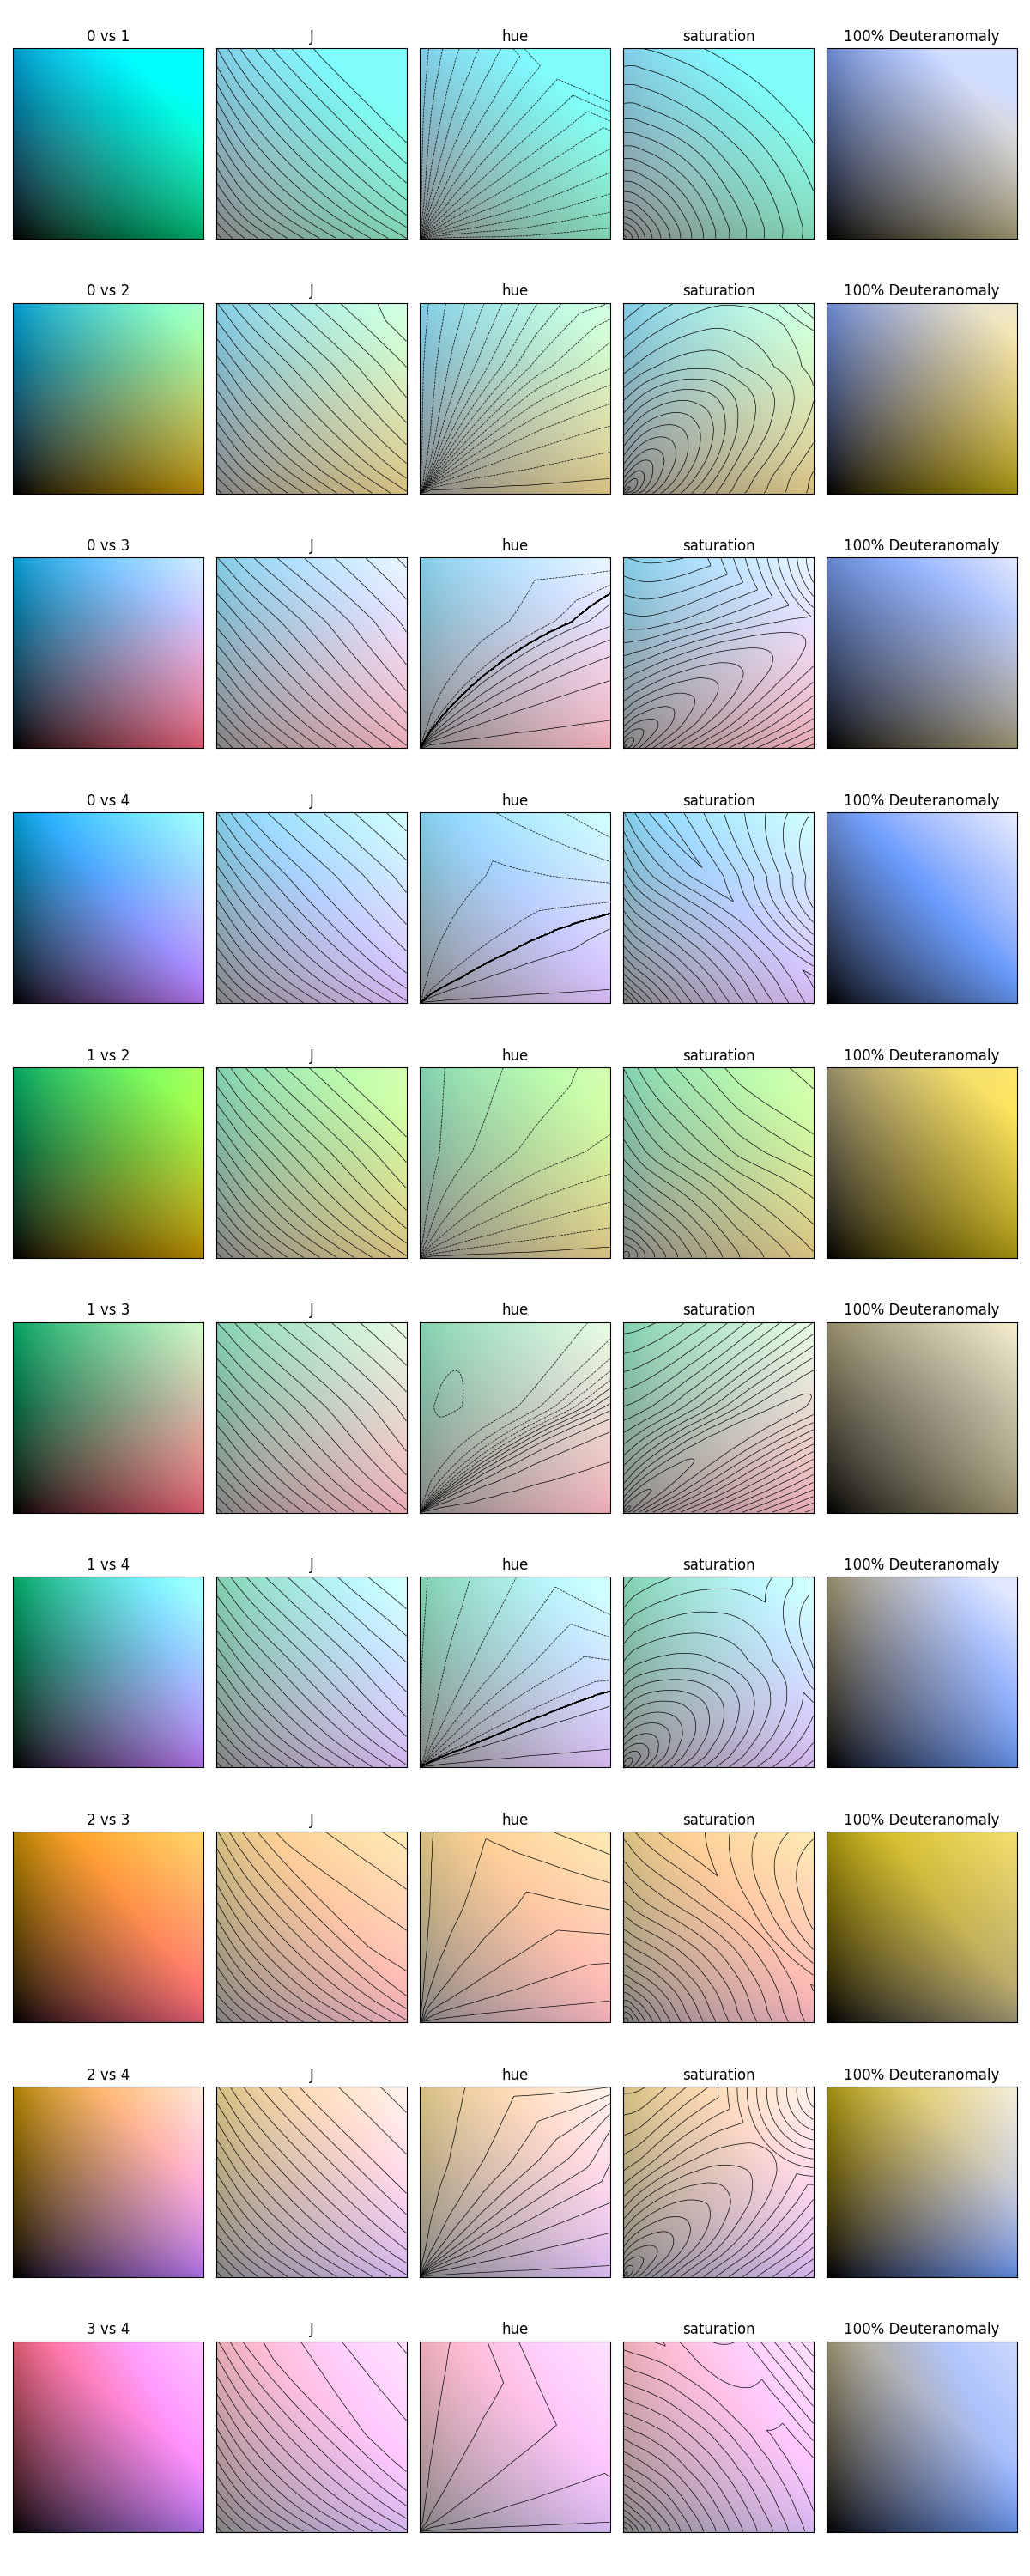 0 vs 1 J hue saturation 100% Deuteranomaly
0 vs 2 J hue saturation 100% Deuteranomaly
0 vs 3 J hue saturation 100% Deuteranomaly
0 vs 4 J hue saturation 100% Deuteranomaly
1 vs 2 J hue saturation 100% Deuteranomaly
1 vs 3 J hue saturation 100% Deuteranomaly
1 vs 4 J hue saturation 100% Deuteranomaly
2 vs 3 J hue saturation 100% Deuteranomaly
2 vs 4 J hue saturation 100% Deuteranomaly
3 vs 4 J hue saturation 100% Deuteranomaly